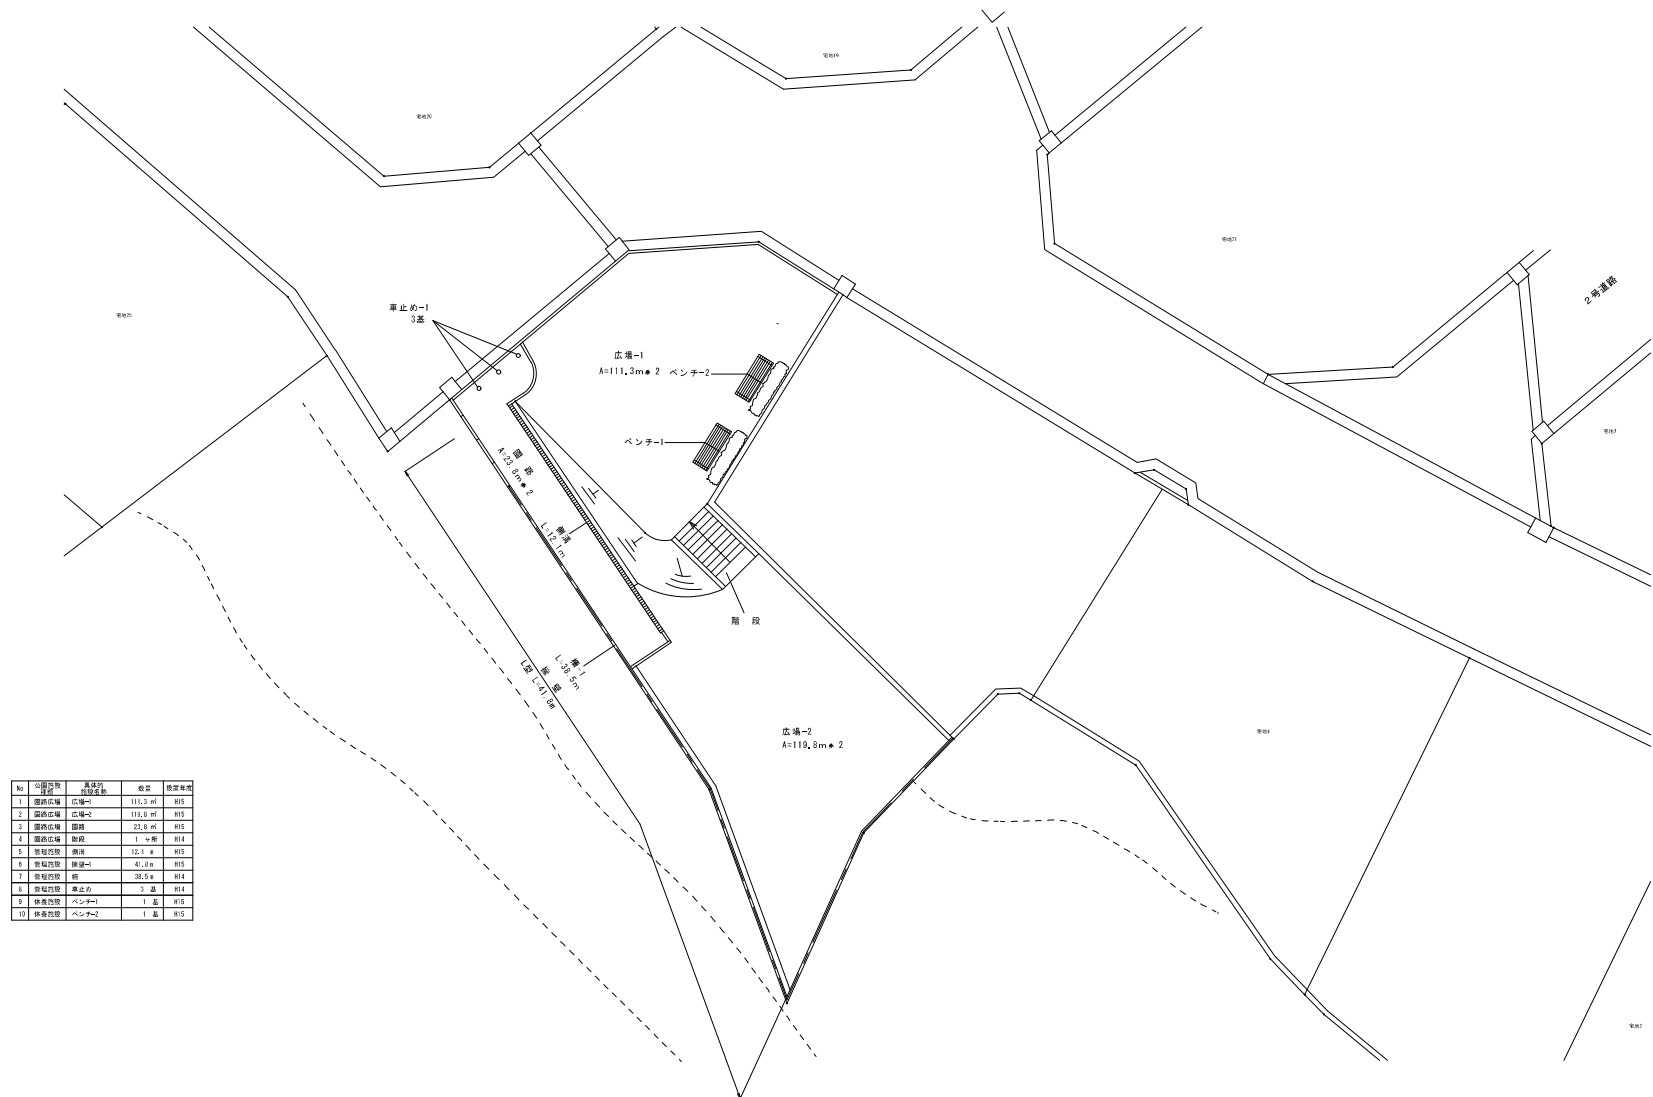 宅地19
宅地20
宅地21
2号道路
車止め-1
3基
宅地25
広場-1
A=111.3m♠2
ベンチ-2
ベンチ-1
園路
A=23.8m♠2
側溝
L=12.1m
階段
柵-1
L=38.5m
L型擁壁
L=41.8m
広場-2
A=119.8m♠2
宅地4
宅地2
No 公園施設種別 具体的施設名称 数量 設置年度
1 園路広場 広場-1 111.3㎡ H15
2 園路広場 広場-2 119.8㎡ H15
3 園路広場 園路 23.8㎡ H15
4 園路広場 階段 1ヶ所 H14
5 管理施設 側溝 12.1m H15
6 管理施設 擁壁-1 41.8m H15
7 管理施設 柵 38.5m H14
8 管理施設 車止め 3基 H14
9 休養施設 ベンチ-1 1基 H15
10 休養施設 ベンチ-2 1基 H15